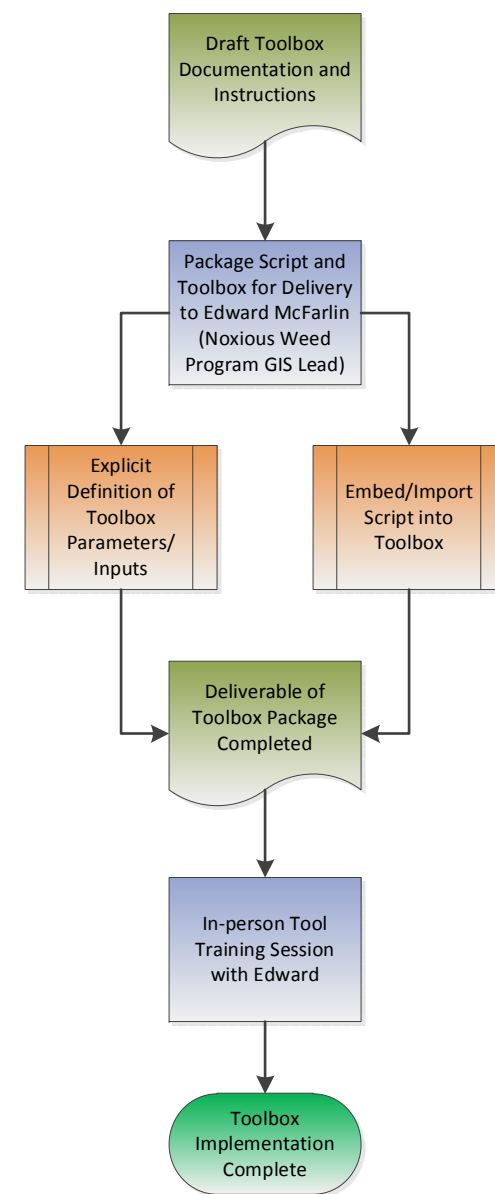 Draft Toolbox
Documentation and
Instructions
Package Script and
Toolbox for Delivery
to Edward McFarlin
(Noxious Weed
Program GIS Lead)
Explicit
Definition of
Toolbox
Parameters/
Inputs
Embed/Import
Script into
Toolbox
Deliverable of
Toolbox Package
Completed
In-person Tool
Training Session
with Edward
Toolbox
Implementation
Complete